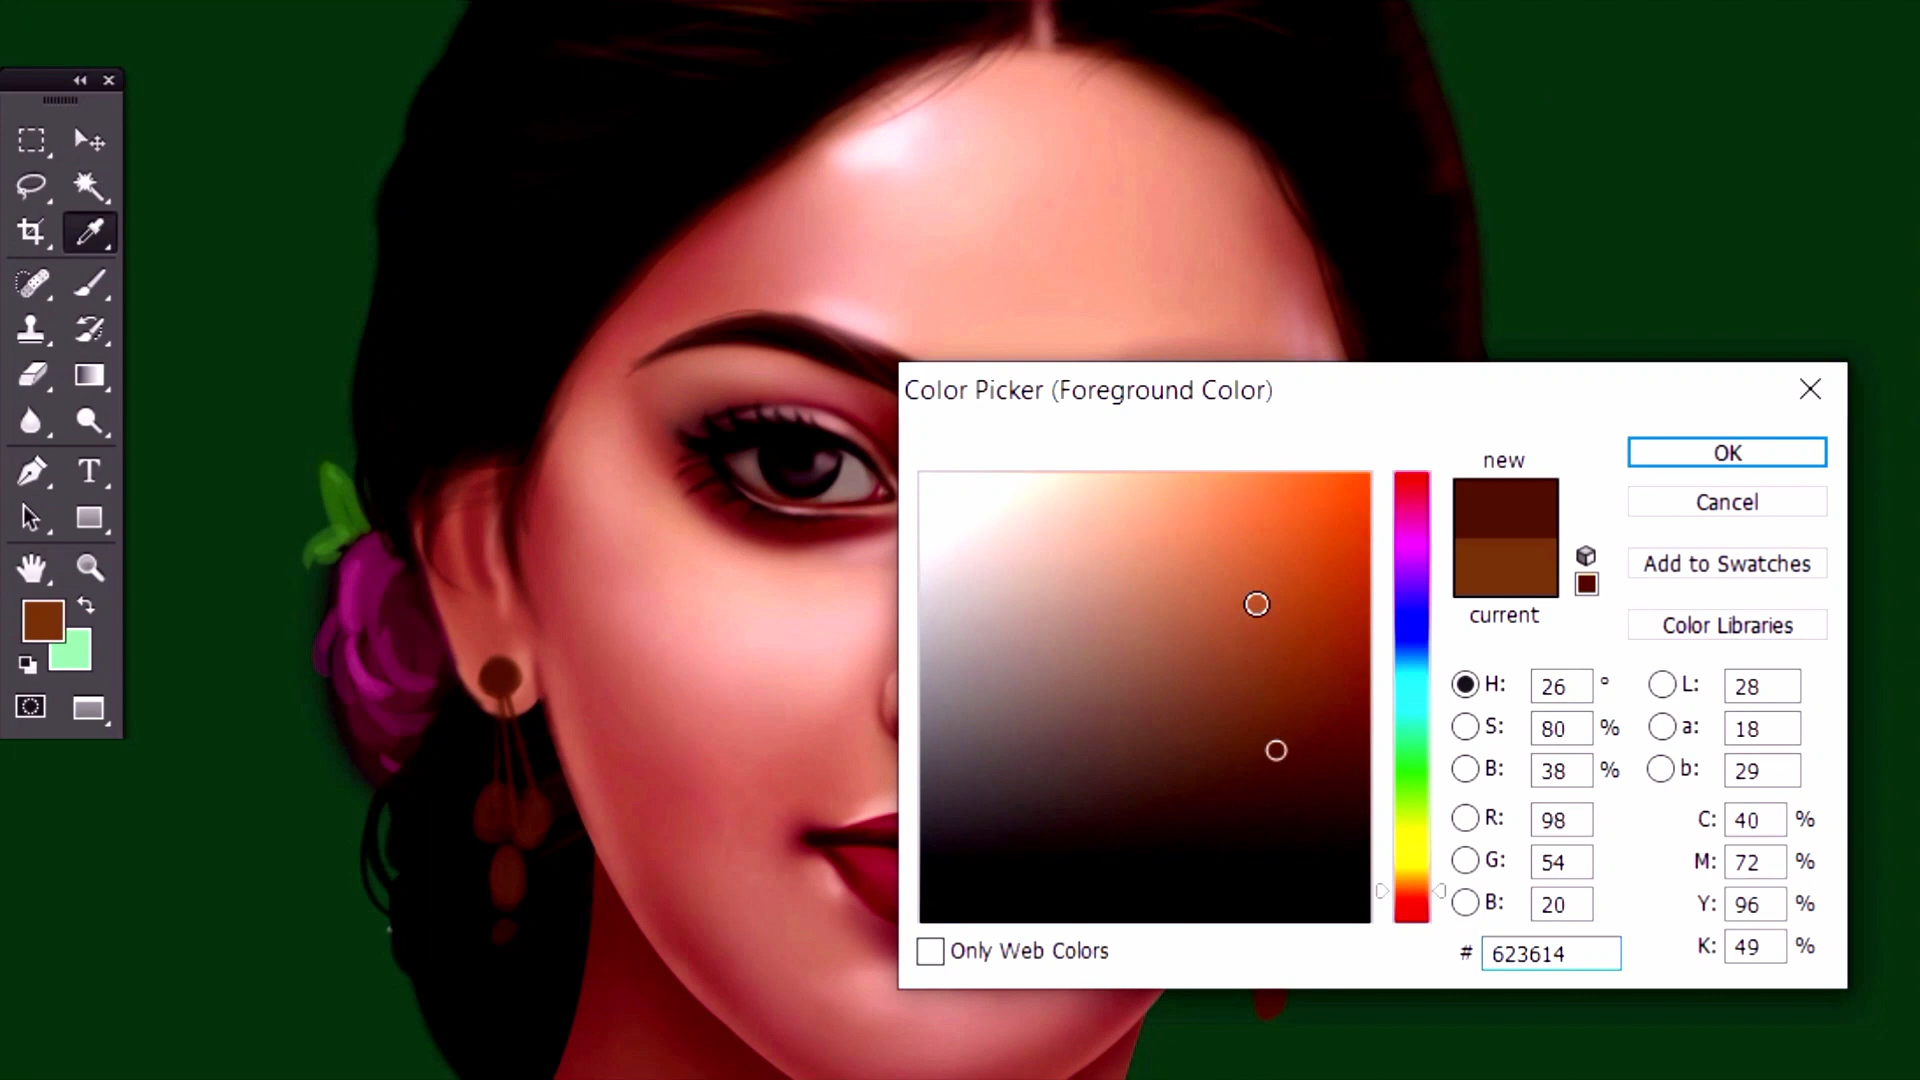 Color Picker (Foreground Color)
new
current
OK
Cancel
Add to Swatches
Color Libraries
H: 26 °
S: 80 %
B: 38 %
R: 98
G: 54
B: 20
# 623614
L: 28
a: 18
b: 29
C: 40 %
M: 72 %
Y: 96 %
K: 49 %
Only Web Colors
T